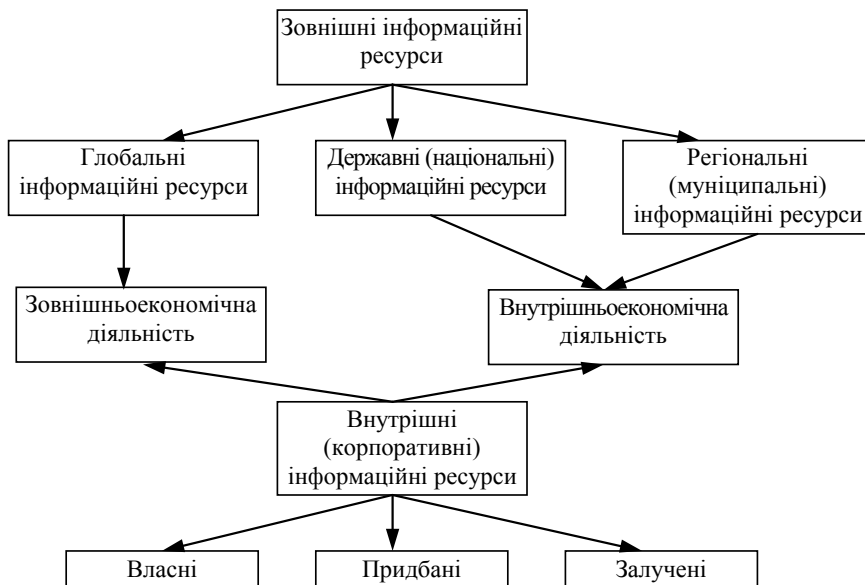 Зовнішні інформаційні
ресурси
Глобальні
інформаційні ресурси
Державні (національні)
інформаційні ресурси
Регіональні
(муніципальні)
інформаційні ресурси
Зовнішньоекономічна
діяльність
Внутрішньоекономічна
діяльність
Внутрішні
(корпоративні)
інформаційні ресурси
Власні
Придбані
Залучені